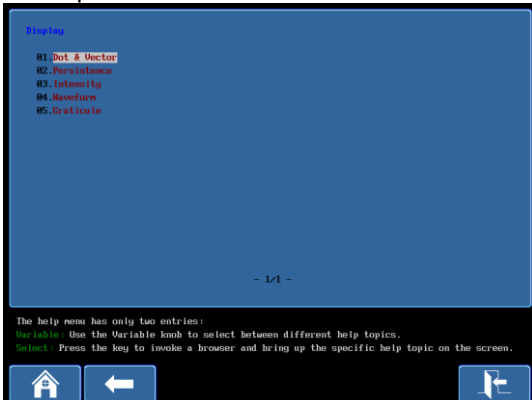 Display
01.Dot & Vector
02.Persistence
03.Intensity
04.Waveform
05.Graticule
- 1/1 -
The help menu has only two entries:
Variable: Use the Variable knob to select between different help topics.
Select: Press the key to invoke a browser and bring up the specific help topic on the screen.